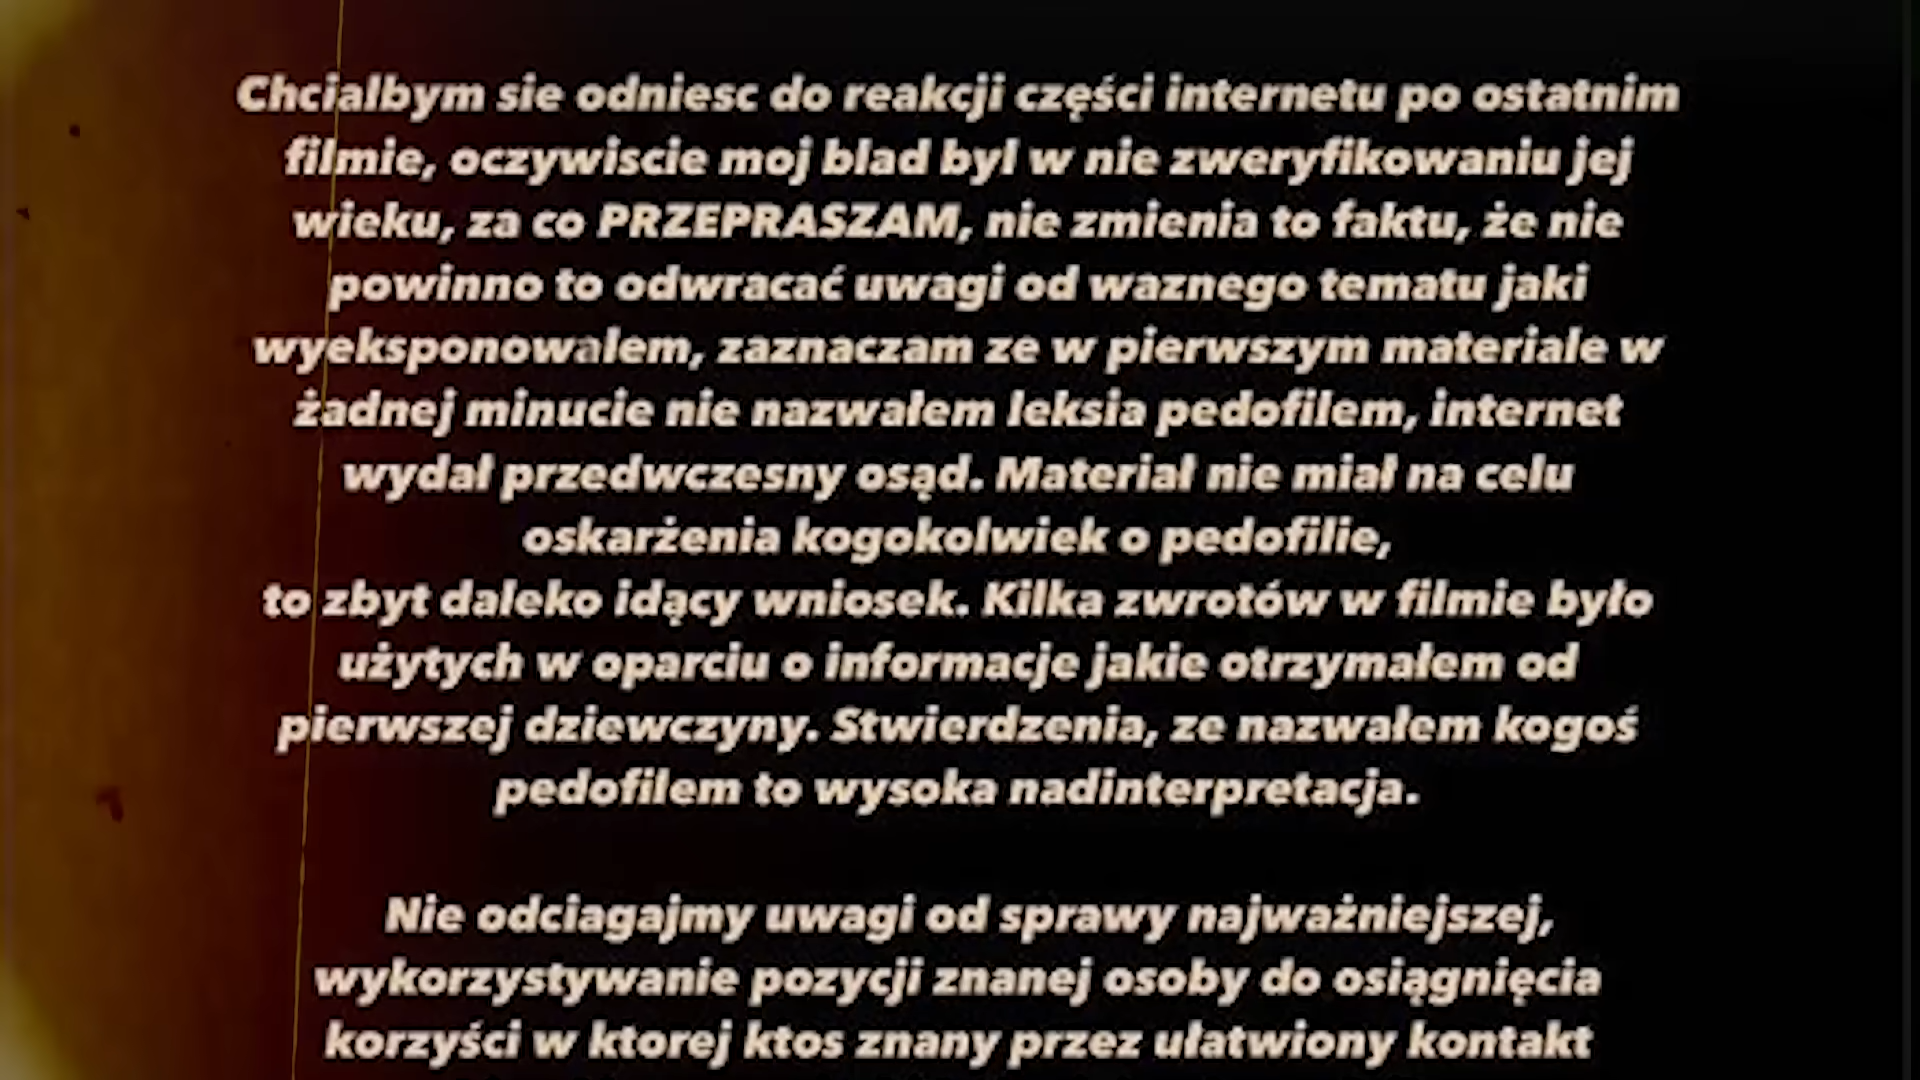 Chcialbym sie odniesc do reakcji części internetu po ostatnim
filmie, oczywiscie moj blad byl w nie zweryfikowaniu jej
wieku, za co PRZEPRASZAM, nie zmienia to faktu, że nie
powinno to odwracać uwagi od waznego tematu jaki
wyeksponowalem, zaznaczam ze w pierwszym materiale w
żadnej minucie nie nazwałem leksia pedofilem, internet
wydał przedwczesny osąd. Materiał nie miał na celu
oskarżenia kogokolwiek o pedofilie,
to zbyt daleko idący wniosek. Kilka zwrotów w filmie było
użytych w oparciu o informacje jakie otrzymałem od
pierwszej dziewczyny. Stwierdzenia, ze nazwałem kogoś
pedofilem to wysoka nadinterpretacja.
Nie odciagajmy uwagi od sprawy najważniejszej,
wykorzystywanie pozycji znanej osoby do osiągnięcia
korzyści w ktorej ktos znany przez ułatwiony kontakt